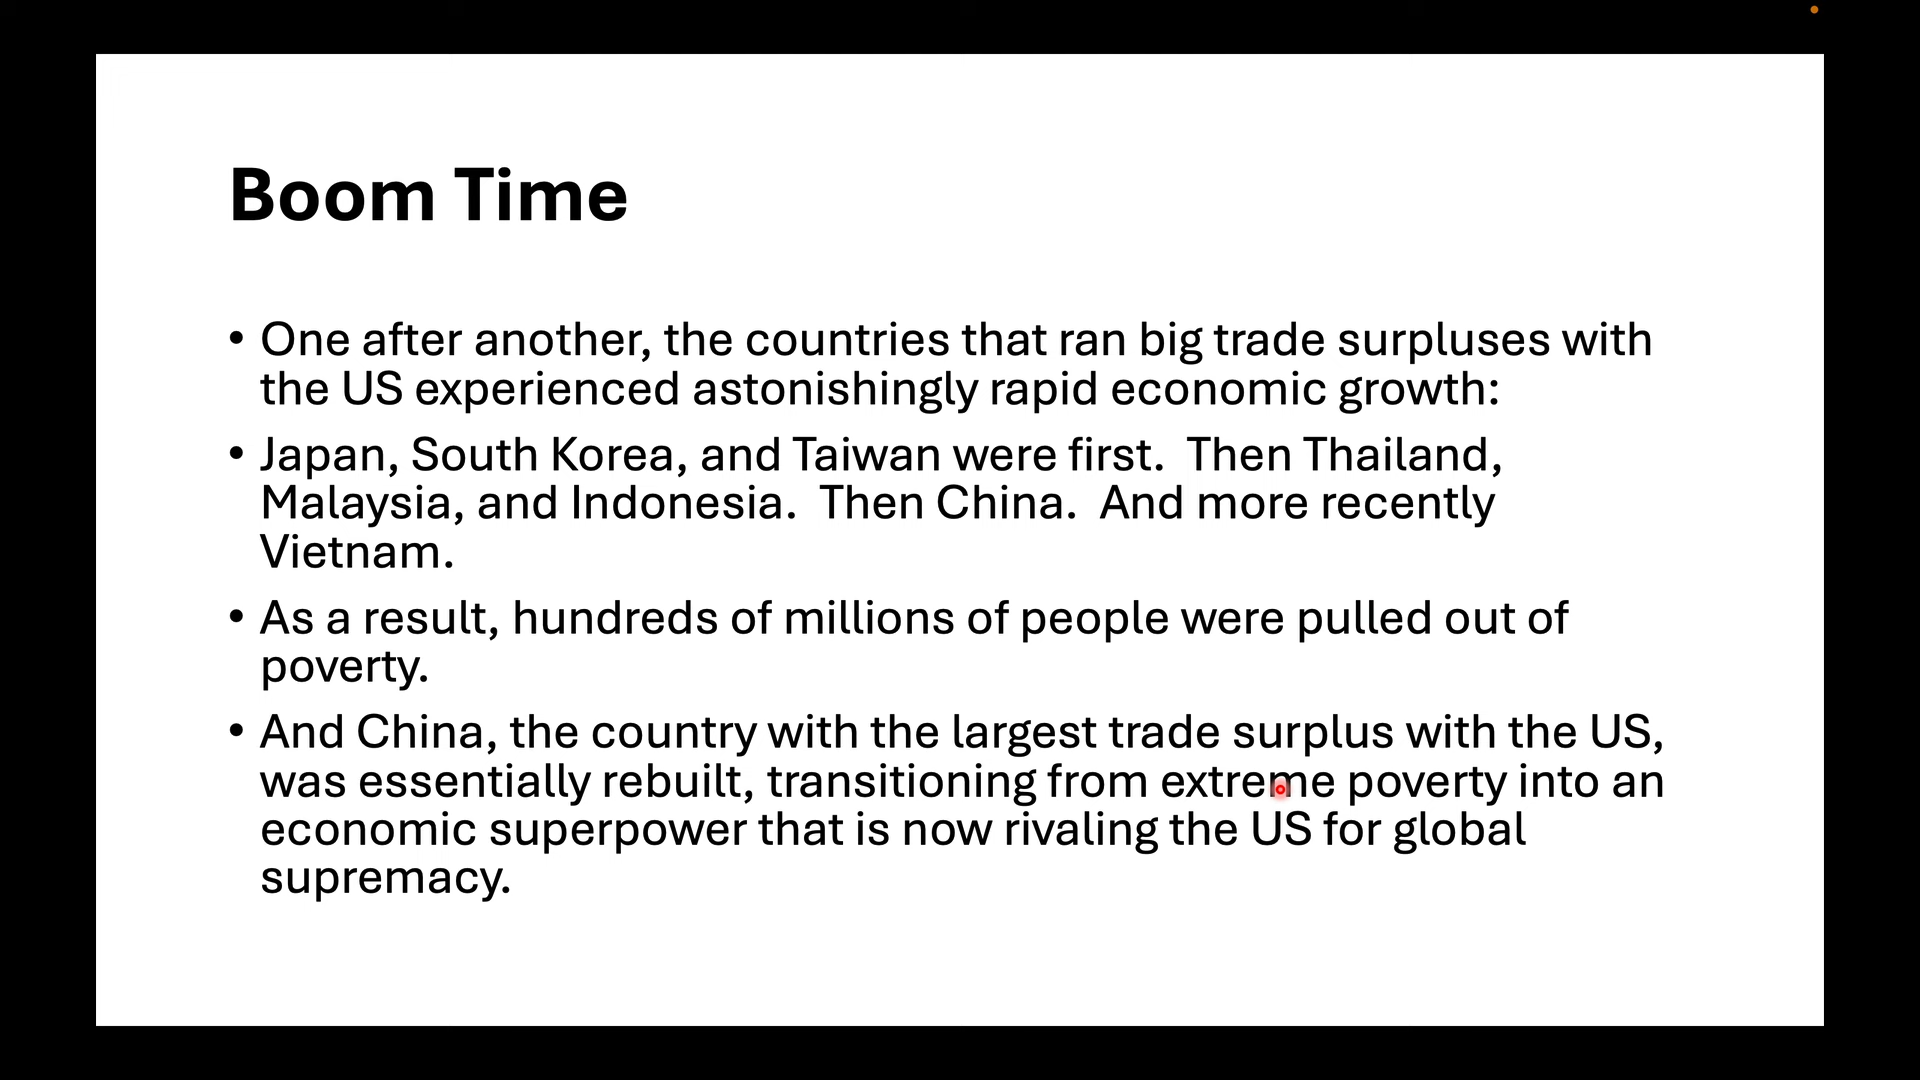 Boom Time
• One after another, the countries that ran big trade surpluses with
the US experienced astonishingly rapid economic growth:
• Japan, South Korea, and Taiwan were first.  Then Thailand,
Malaysia, and Indonesia.  Then China.  And more recently
Vietnam.
• As a result, hundreds of millions of people were pulled out of
poverty.
• And China, the country with the largest trade surplus with the US,
was essentially rebuilt, transitioning from extreme poverty into an
economic superpower that is now rivaling the US for global
supremacy.